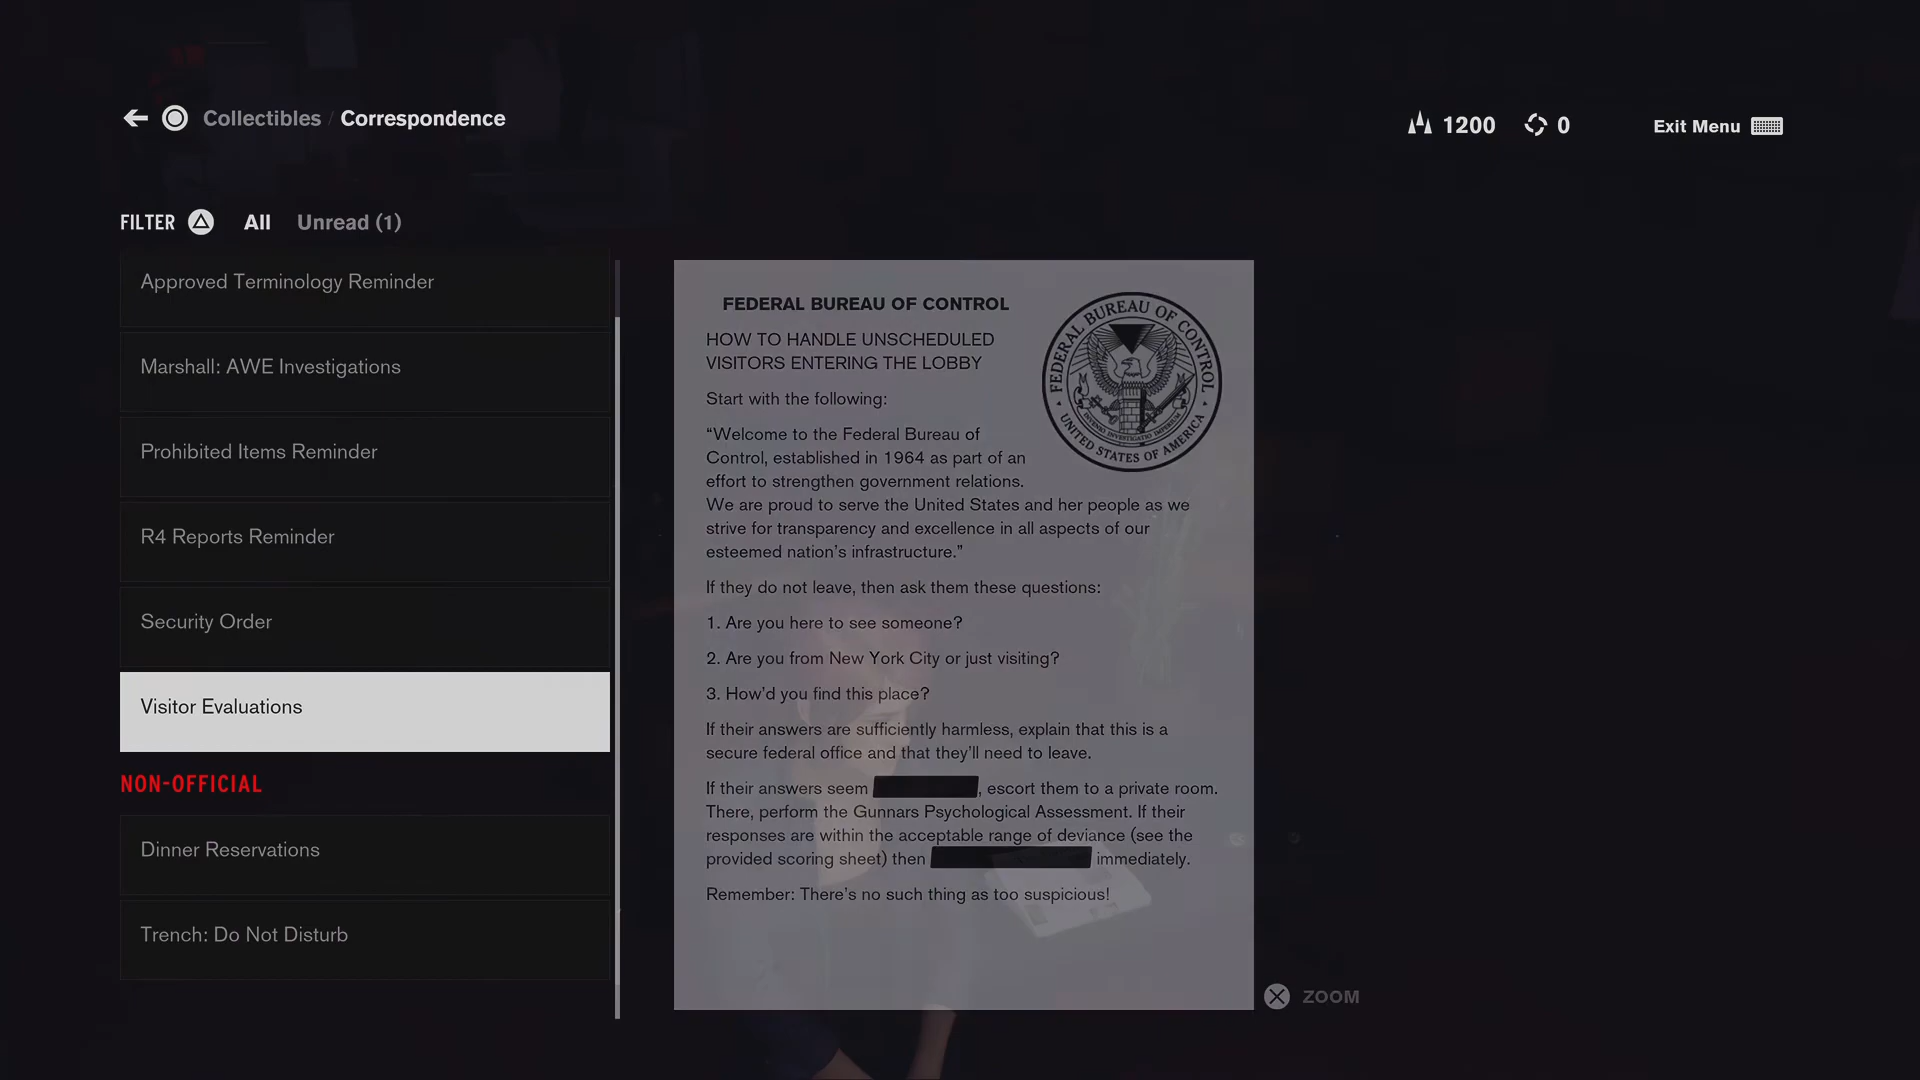 Collectibles / Correspondence
1200
0
Exit Menu
FILTER All Unread (1)
Approved Terminology Reminder
Marshall: AWE Investigations
Prohibited Items Reminder
R4 Reports Reminder
Security Order
Visitor Evaluations
NON-OFFICIAL
Dinner Reservations
Trench: Do Not Disturb
FEDERAL BUREAU OF CONTROL
HOW TO HANDLE UNSCHEDULED
VISITORS ENTERING THE LOBBY
Start with the following:
“Welcome to the Federal Bureau of
Control, established in 1964 as part of an
effort to strengthen government relations.
We are proud to serve the United States and her people as we
strive for transparency and excellence in all aspects of our
esteemed nation’s infrastructure.”
If they do not leave, then ask them these questions:
1. Are you here to see someone?
2. Are you from New York City or just visiting?
3. How’d you find this place?
If their answers are sufficiently harmless, explain that this is a
secure federal office and that they’ll need to leave.
If their answers seem , escort them to a private room.
There, perform the Gunnars Psychological Assessment. If their
responses are within the acceptable range of deviance (see the
provided scoring sheet) then immediately.
Remember: There’s no such thing as too suspicious!
FEDERAL BUREAU OF CONTROL
INVENIO INVESTIGATIO IMPERIUM
UNITED STATES OF AMERICA
ZOOM